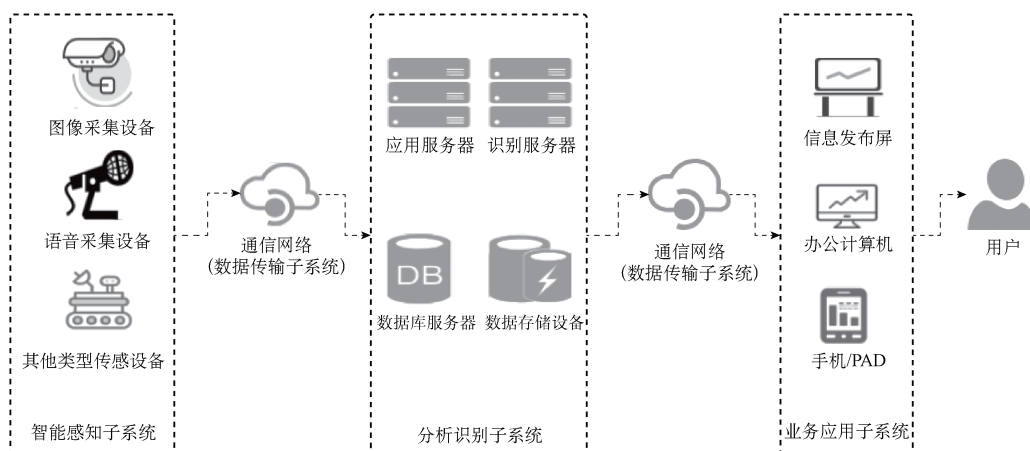 图像采集设备
语音采集设备
其他类型传感设备
智能感知子系统
通信网络
（数据传输子系统）
应用服务器
识别服务器
DB
数据库服务器
数据存储设备
分析识别子系统
通信网络
（数据传输子系统）
信息发布屏
办公计算机
手机/PAD
业务应用子系统
用户